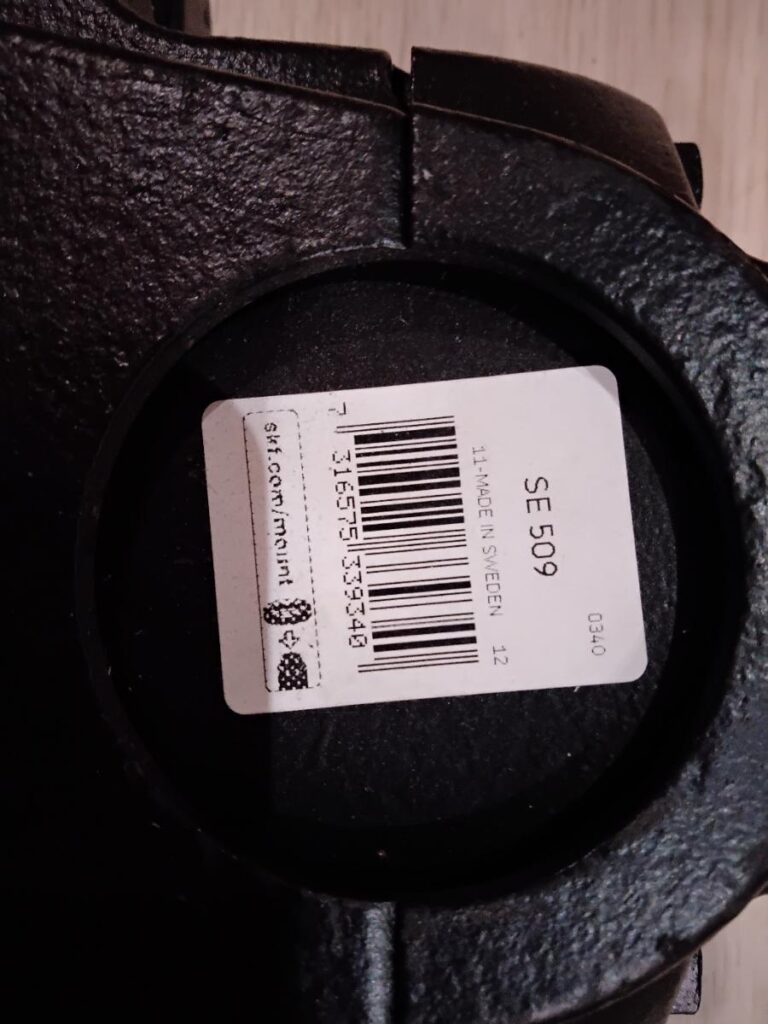 0340
SE 509
11-MADE IN SWEDEN 12
7 316575 339340
skf.com/mount